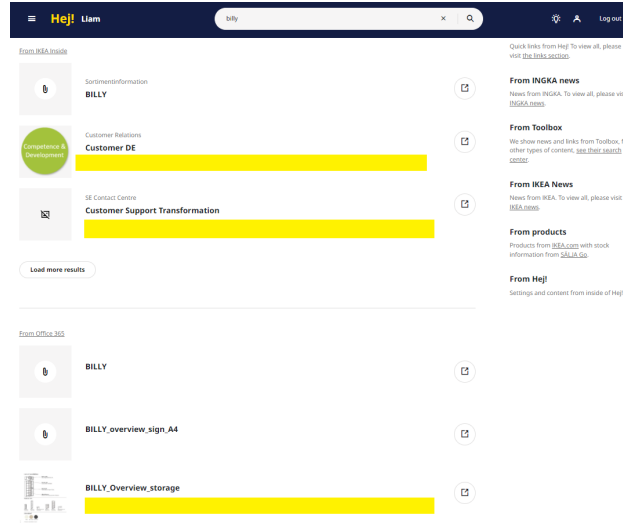 Hej! Liam
billy
Log out
From IKEA Inside
Sortimentinformation
BILLY
Competence &
Development
Customer Relations
Customer DE
SE Contact Centre
Customer Support Transformation
Load more results
From Office 365
BILLY
BILLY_overview_sign_A4
BILLY_Overview_storage
Quick links from Hej! To view all, please
visit the links section.
From INGKA news
News from INGKA. To view all, please
INGKA news.
From Toolbox
We show news and links from Toolbox,
other types of content, see their search
center.
From IKEA News
News from IKEA. To view all, please visit
IKEA news.
From products
Products from IKEA.com with stock
information from SÄLJA Go.
From Hej!
Settings and content from inside of Hej!